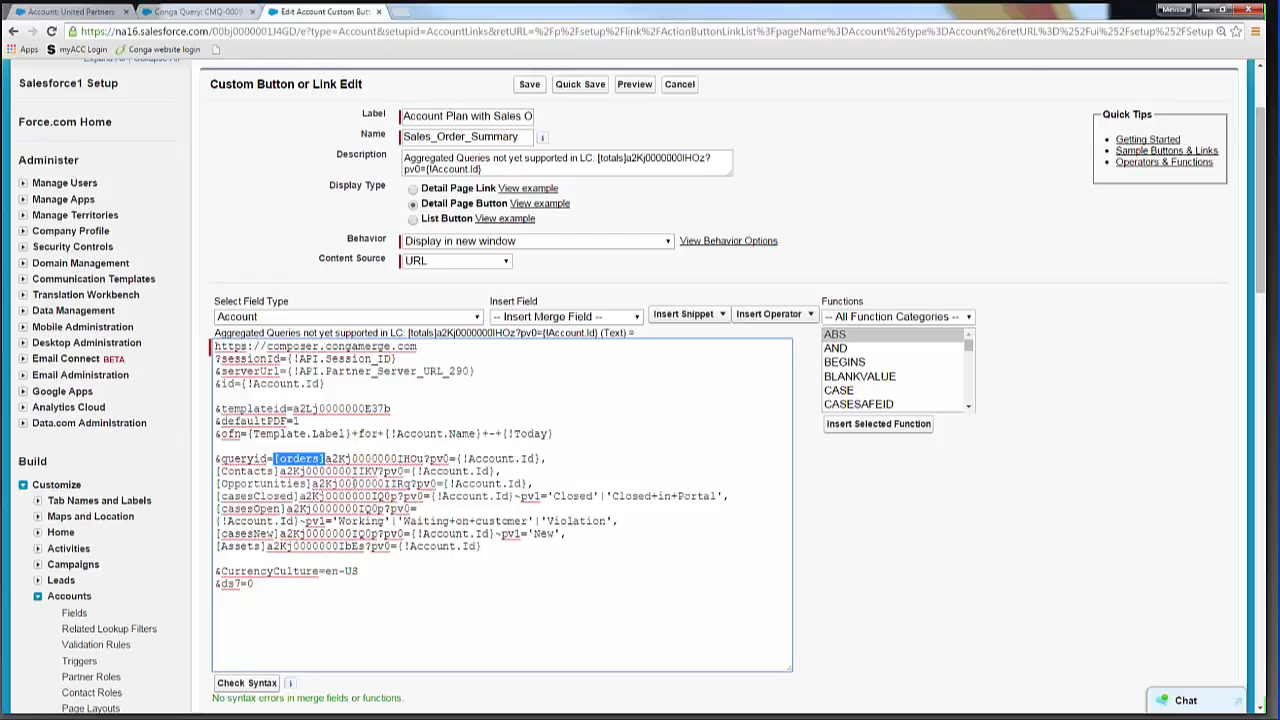 Account: United Partners
Conga Query: CMQ-0009
Edit Account Custom Butt
Melissa
https://na16.salesforce.com/00bj0000001J4GD/e?type=Account&setupid=AccountLinks&retURL=%2Fp%2Fsetup%2Flink%2FActionButtonLinkList%3FpageName%3DAccount%26type%3DAccount%26retURL%3D%252Fui%252Fsetup%252FSetup
Apps
myACC Login
Conga website login
Expand All | Collapse All
Salesforce1 Setup
Force.com Home
Administer
Manage Users
Manage Apps
Manage Territories
Company Profile
Security Controls
Domain Management
Communication Templates
Translation Workbench
Data Management
Mobile Administration
Desktop Administration
Email Connect BETA
Email Administration
Google Apps
Analytics Cloud
Data.com Administration
Build
Customize
Tab Names and Labels
Maps and Location
Home
Activities
Campaigns
Leads
Accounts
Fields
Related Lookup Filters
Validation Rules
Triggers
Partner Roles
Contact Roles
Page Layouts
Custom Button or Link Edit
Save
Quick Save
Preview
Cancel
Label
Account Plan with Sales O
Name
Sales_Order_Summary
Description
Aggregated Queries not yet supported in LC: [totals]a2Kj0000000IHOz?
pv0={!Account.Id}
Display Type
Detail Page Link View example
Detail Page Button View example
List Button View example
Behavior
Display in new window
View Behavior Options
Content Source
URL
Quick Tips
Getting Started
Sample Buttons & Links
Operators & Functions
Select Field Type
Account
Insert Field
-- Insert Merge Field --
Insert Snippet
Insert Operator
Functions
-- All Function Categories --
ABS
AND
BEGINS
BLANKVALUE
CASE
CASESAFEID
Insert Selected Function
Aggregated Queries not yet supported in LC: [totals]a2Kj0000000IHOz?pv0={!Account.Id} (Text) =
https://composer.congamerge.com
?sessionId={!API.Session_ID}
&serverUrl={!API.Partner_Server_URL_290}
&id={!Account.Id}
&templateid=a2Lj0000000E37b
&defaultPDF=1
&ofn={Template.Label}+for+{!Account.Name}+-+{!Today}
&queryid=[orders]a2Kj0000000IHOu?pv0={!Account.Id},
[Contacts]a2Kj0000000IIKV?pv0={!Account.Id},
[Opportunities]a2Kj0000000IIRq?pv0={!Account.Id},
[casesClosed]a2Kj0000000IQ0p?pv0={!Account.Id}~pv1='Closed'|'Closed+in+Portal',
[casesOpen]a2Kj0000000IQ0p?pv0=
{!Account.Id}~pv1='Working'|'Waiting+on+customer'|'Violation',
[casesNew]a2Kj0000000IQ0p?pv0={!Account.Id}~pv1='New',
[Assets]a2Kj0000000IbEs?pv0={!Account.Id}
&CurrencyCulture=en-US
&ds7=0
Check Syntax
No syntax errors in merge fields or functions.
Chat